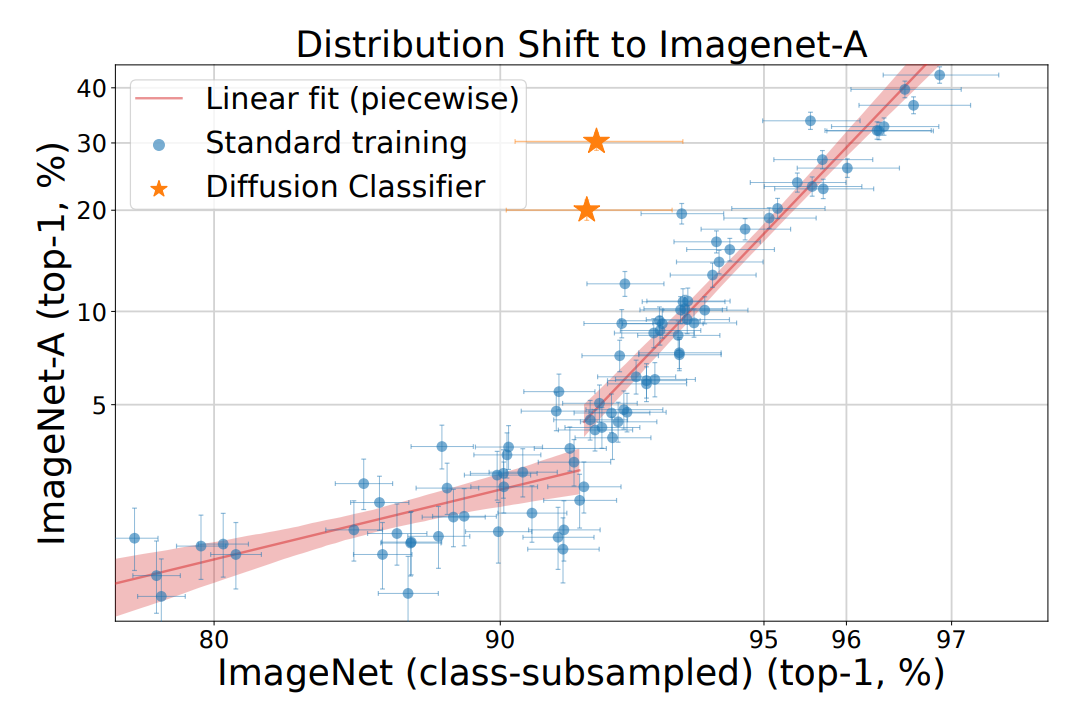 Distribution Shift to Imagenet-A
Linear fit (piecewise)
Standard training
Diffusion Classifier
ImageNet-A (top-1, %)
40
30
20
10
5
80 90 95 96 97
ImageNet (class-subsampled) (top-1, %)